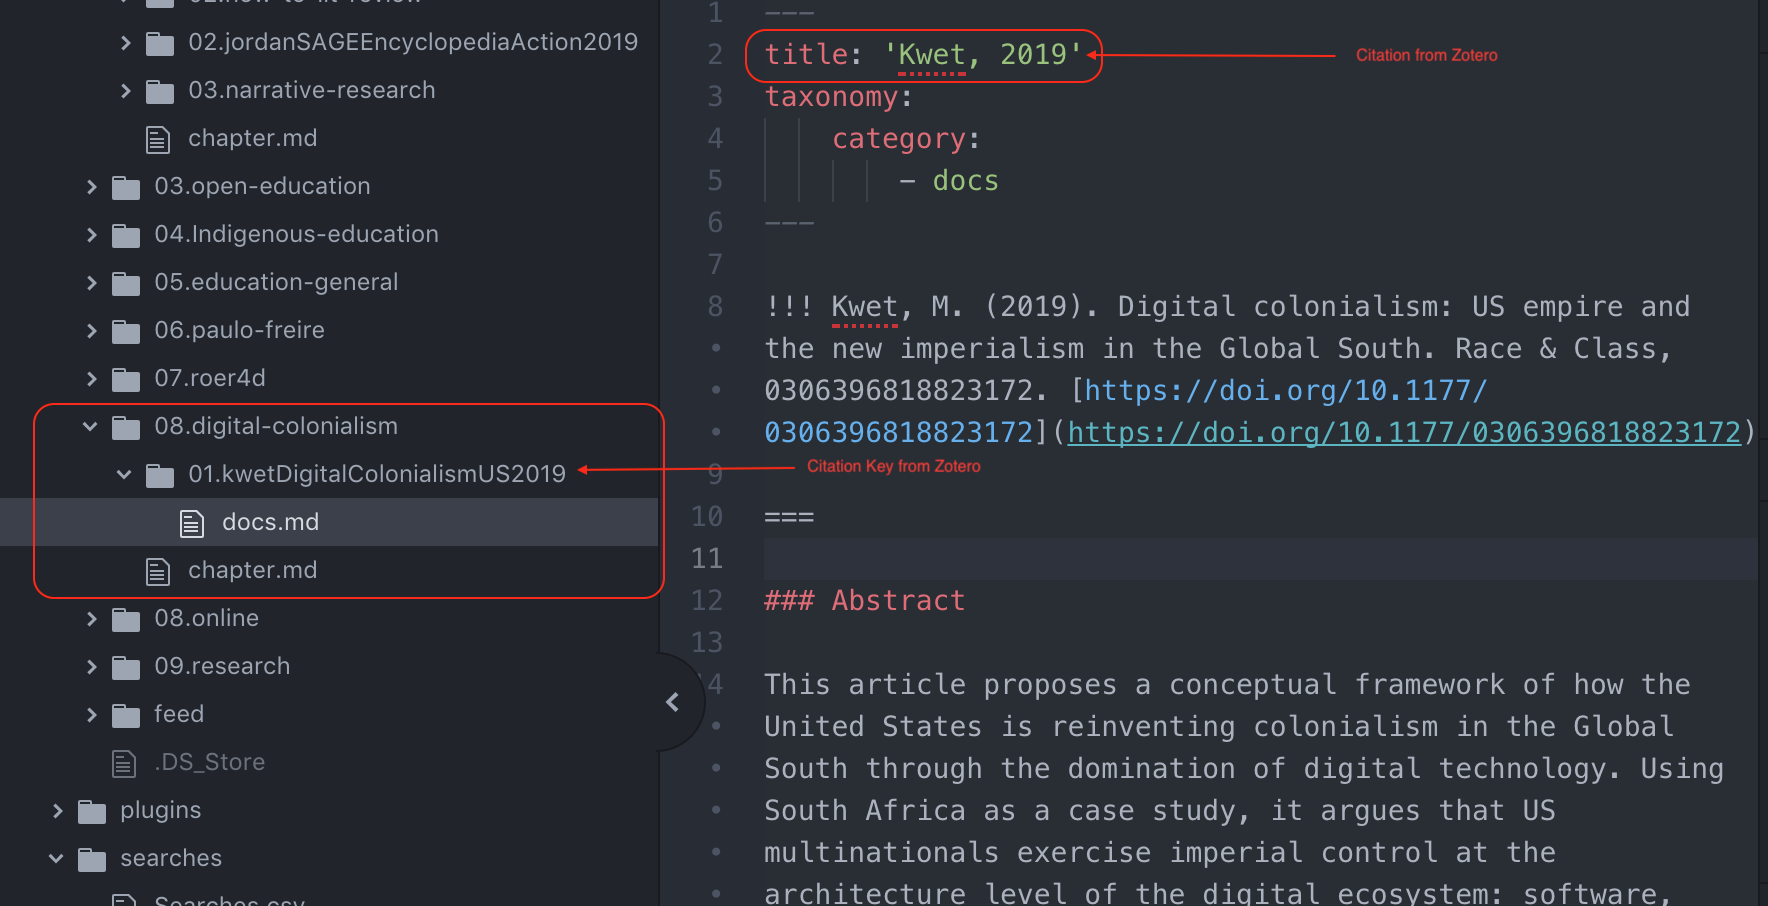 02.how-to-lit-review
02.jordanSAGEEncyclopediaAction2019
03.narrative-research
chapter.md
03.open-education
04.Indigenous-education
05.education-general
06.paulo-freire
07.roer4d
08.digital-colonialism
01.kwetDigitalColonialismUS2019
docs.md
chapter.md
08.online
09.research
feed
.DS_Store
plugins
searches
Searches.csv
1 ---
2 title: 'Kwet, 2019'
Citation from Zotero
3 taxonomy:
4 category:
5 - docs
6 ---
7
8 !!! Kwet, M. (2019). Digital colonialism: US empire and
• the new imperialism in the Global South. Race & Class,
• 0306396818823172. [https://doi.org/10.1177/
• 0306396818823172](https://doi.org/10.1177/0306396818823172)
Citation Key from Zotero
9
10 ===
11
12 ### Abstract
13
14 This article proposes a conceptual framework of how the
• United States is reinventing colonialism in the Global
• South through the domination of digital technology. Using
• South Africa as a case study, it argues that US
• multinationals exercise imperial control at the
• architecture level of the digital ecosystem: software,